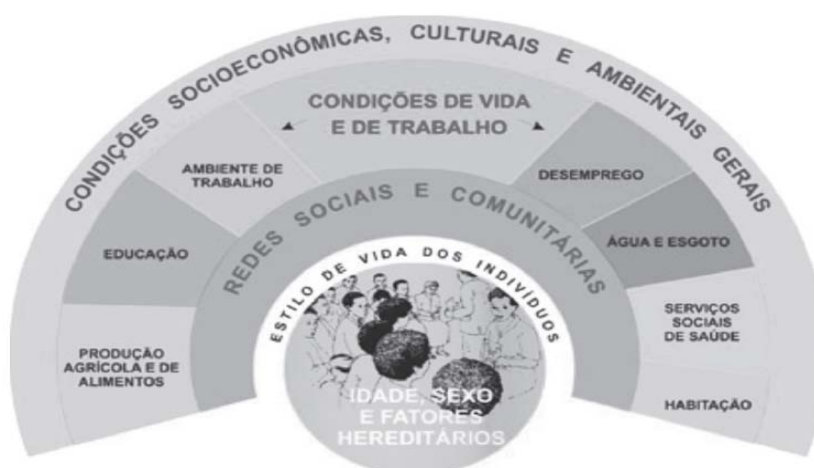 CONDIÇÕES SOCIOECONÔMICAS, CULTURAIS E AMBIENTAIS GERAIS
CONDIÇÕES DE VIDA
E DE TRABALHO
AMBIENTE DE
TRABALHO
DESEMPREGO
REDES SOCIAIS E COMUNITÁRIAS
EDUCAÇÃO
ÁGUA E ESGOTO
ESTILO DE VIDA DOS INDIVÍDUOS
PRODUÇÃO
AGRÍCOLA E DE
ALIMENTOS
SERVIÇOS
SOCIAIS
DE SAÚDE
HABITAÇÃO
IDADE, SEXO
E FATORES
HEREDITÁRIOS